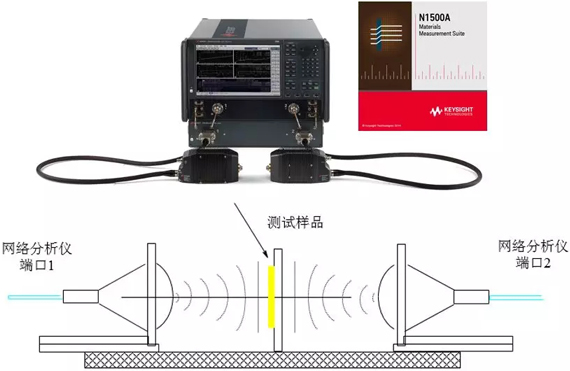 N1500A
Materials
Measurement Suite
KEYSIGHT
TECHNOLOGIES
测试样品
网络分析仪
端口1
网络分析仪
端口2